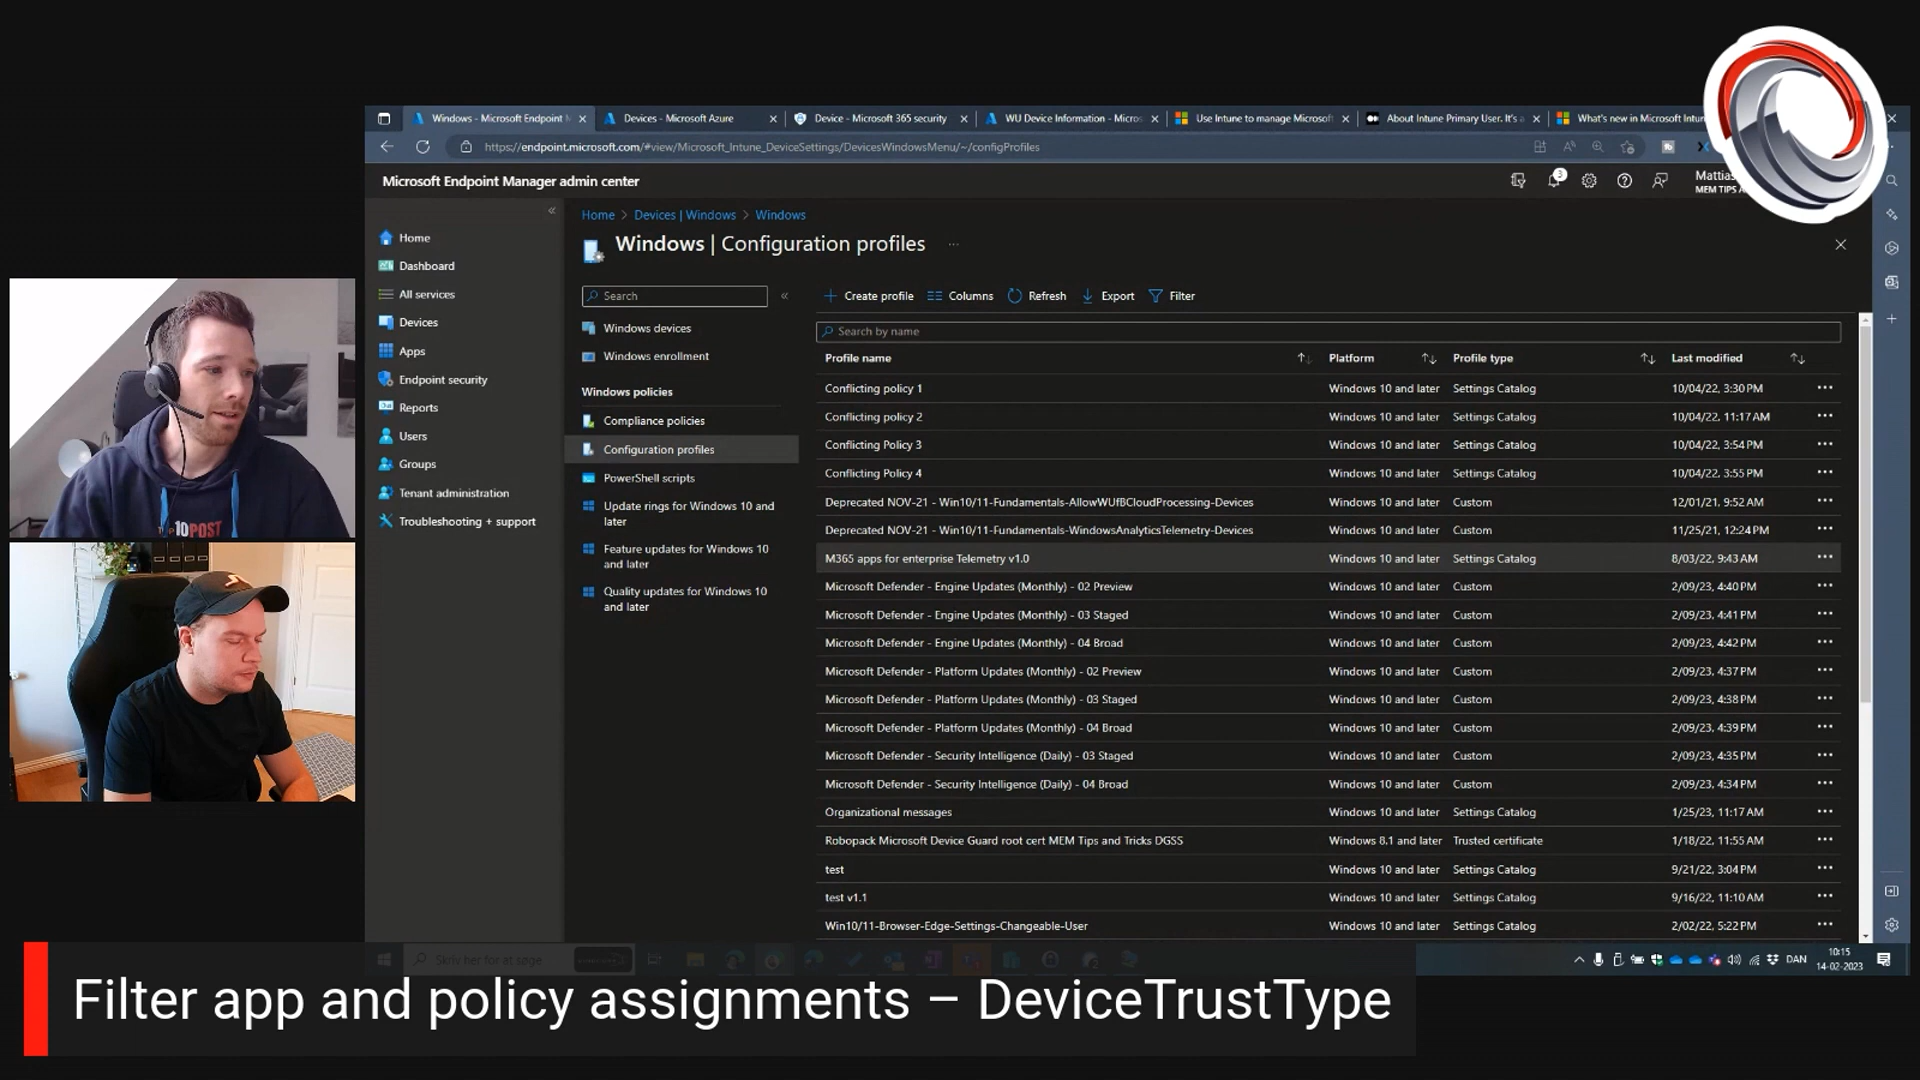 Windows - Microsoft Endpoint
Devices - Microsoft Azure
Device - Microsoft 365 security
WU Device Information - Micros
Use Intune to manage Microsof
About Intune Primary User. It's a
What's new in Microsoft Intun
https://endpoint.microsoft.com/#view/Microsoft_Intune_DeviceSettings/DevicesWindowsMenu/~/configProfiles
Microsoft Endpoint Manager admin center
3
Mattias
MEM TIPS
Home > Devices | Windows > Windows
Windows | Configuration profiles
Home
Dashboard
All services
Devices
Apps
Endpoint security
Reports
Users
Groups
Tenant administration
Troubleshooting + support
Search
Windows devices
Windows enrollment
Windows policies
Compliance policies
Configuration profiles
PowerShell scripts
Update rings for Windows 10 and
later
Feature updates for Windows 10
and later
Quality updates for Windows 10
and later
Create profile
Columns
Refresh
Export
Filter
Search by name
Profile name Platform Profile type Last modified
Conflicting policy 1 Windows 10 and later Settings Catalog 10/04/22, 3:30 PM
Conflicting policy 2 Windows 10 and later Settings Catalog 10/04/22, 11:17 AM
Conflicting Policy 3 Windows 10 and later Settings Catalog 10/04/22, 3:54 PM
Conflicting Policy 4 Windows 10 and later Settings Catalog 10/04/22, 3:55 PM
Deprecated NOV-21 - Win10/11-Fundamentals-AllowWUfBCloudProcessing-Devices Windows 10 and later Custom 12/01/21, 9:52 AM
Deprecated NOV-21 - Win10/11-Fundamentals-WindowsAnalyticsTelemetry-Devices Windows 10 and later Custom 11/25/21, 12:24 PM
M365 apps for enterprise Telemetry v1.0 Windows 10 and later Settings Catalog 8/03/22, 9:43 AM
Microsoft Defender - Engine Updates (Monthly) - 02 Preview Windows 10 and later Custom 2/09/23, 4:40 PM
Microsoft Defender - Engine Updates (Monthly) - 03 Staged Windows 10 and later Custom 2/09/23, 4:41 PM
Microsoft Defender - Engine Updates (Monthly) - 04 Broad Windows 10 and later Custom 2/09/23, 4:42 PM
Microsoft Defender - Platform Updates (Monthly) - 02 Preview Windows 10 and later Custom 2/09/23, 4:37 PM
Microsoft Defender - Platform Updates (Monthly) - 03 Staged Windows 10 and later Custom 2/09/23, 4:38 PM
Microsoft Defender - Platform Updates (Monthly) - 04 Broad Windows 10 and later Custom 2/09/23, 4:39 PM
Microsoft Defender - Security Intelligence (Daily) - 03 Staged Windows 10 and later Custom 2/09/23, 4:35 PM
Microsoft Defender - Security Intelligence (Daily) - 04 Broad Windows 10 and later Custom 2/09/23, 4:34 PM
Organizational messages Windows 10 and later Settings Catalog 1/25/23, 11:17 AM
Robopack Microsoft Device Guard root cert MEM Tips and Tricks DGSS Windows 8.1 and later Trusted certificate 1/18/22, 11:55 AM
test Windows 10 and later Settings Catalog 9/21/22, 3:04 PM
test v1.1 Windows 10 and later Settings Catalog 9/16/22, 11:10 AM
Win10/11-Browser-Edge-Settings-Changeable-User Windows 10 and later Settings Catalog 2/02/22, 5:22 PM
10POST
Skriv her for at søge
DAN
10:15
14-02-2023
Filter app and policy assignments – DeviceTrustType